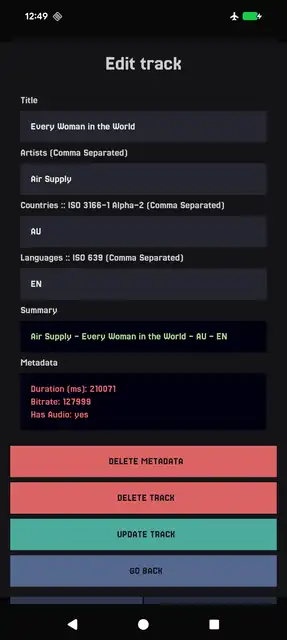 12:49
Edit track
Title
Every Woman in the World
Artists (Comma Separated)
Air Supply
Countries :: ISO 3166-1 Alpha-2 (Comma Separated)
AU
Languages :: ISO 639 (Comma Separated)
EN
Summary
Air Supply - Every Woman in the World - AU - EN
Metadata
Duration (ms): 210071
Bitrate: 127999
Has Audio: yes
DELETE METADATA
DELETE TRACK
UPDATE TRACK
GO BACK